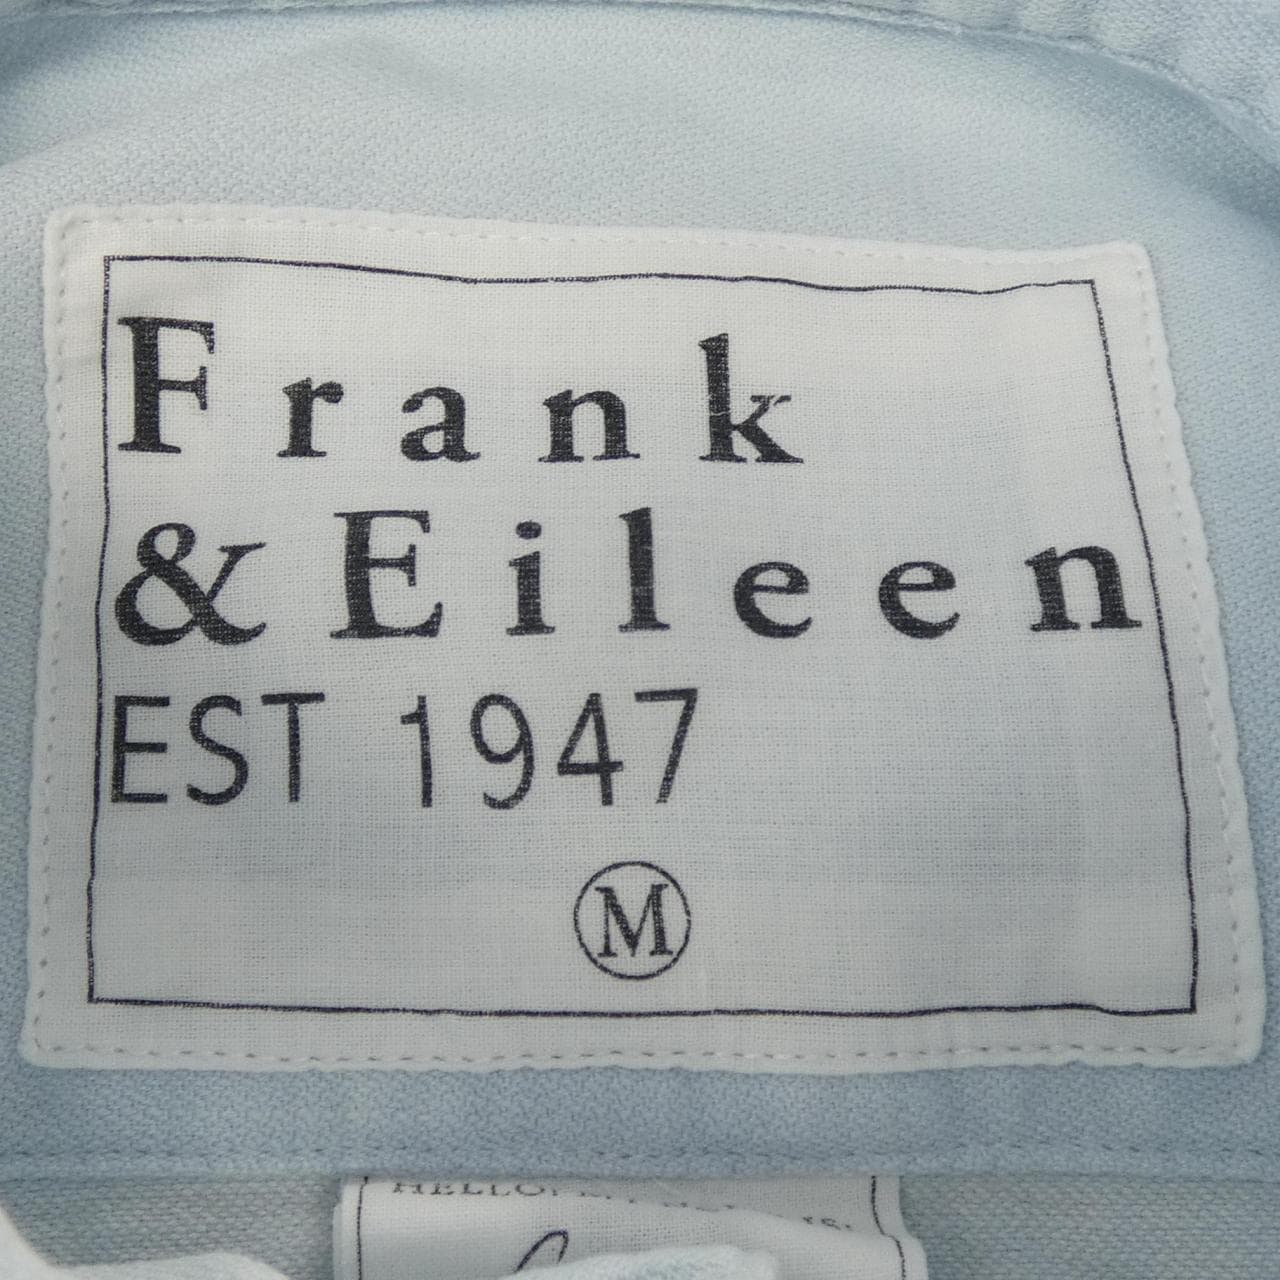 Frank
& Eileen
EST 1947
M